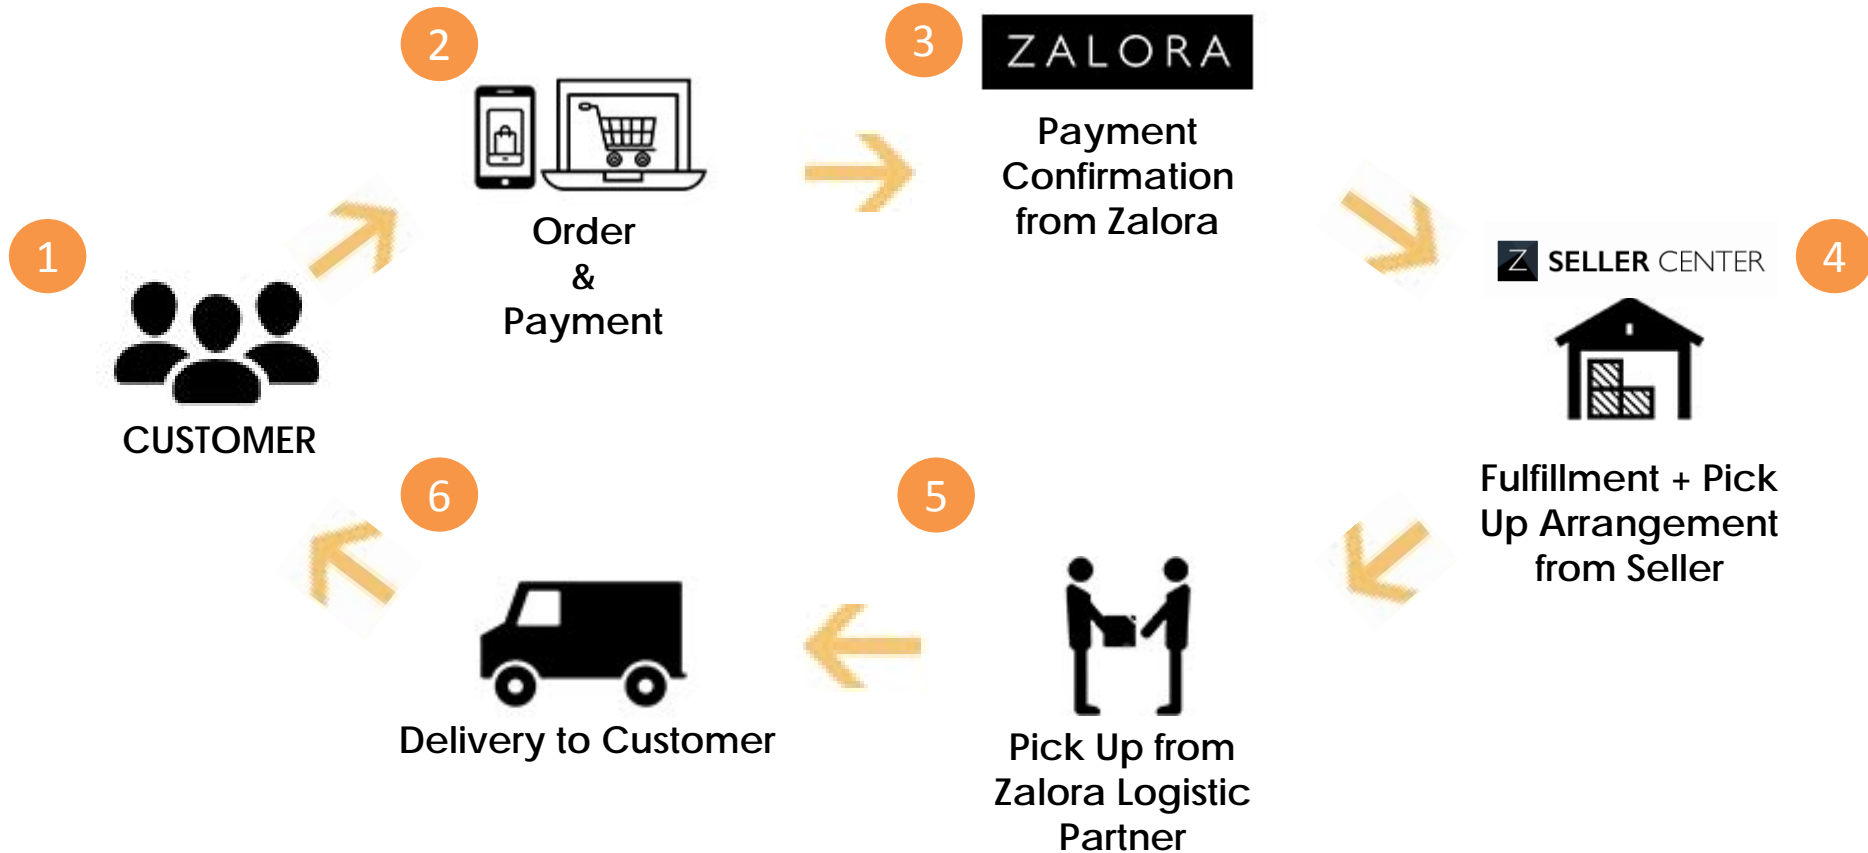 1
CUSTOMER
2
Order
&
Payment
3
ZALORA
Payment
Confirmation
from Zalora
Z SELLER CENTER
4
Fulfillment + Pick
Up Arrangement
from Seller
5
Pick Up from
Zalora Logistic
Partner
6
Delivery to Customer